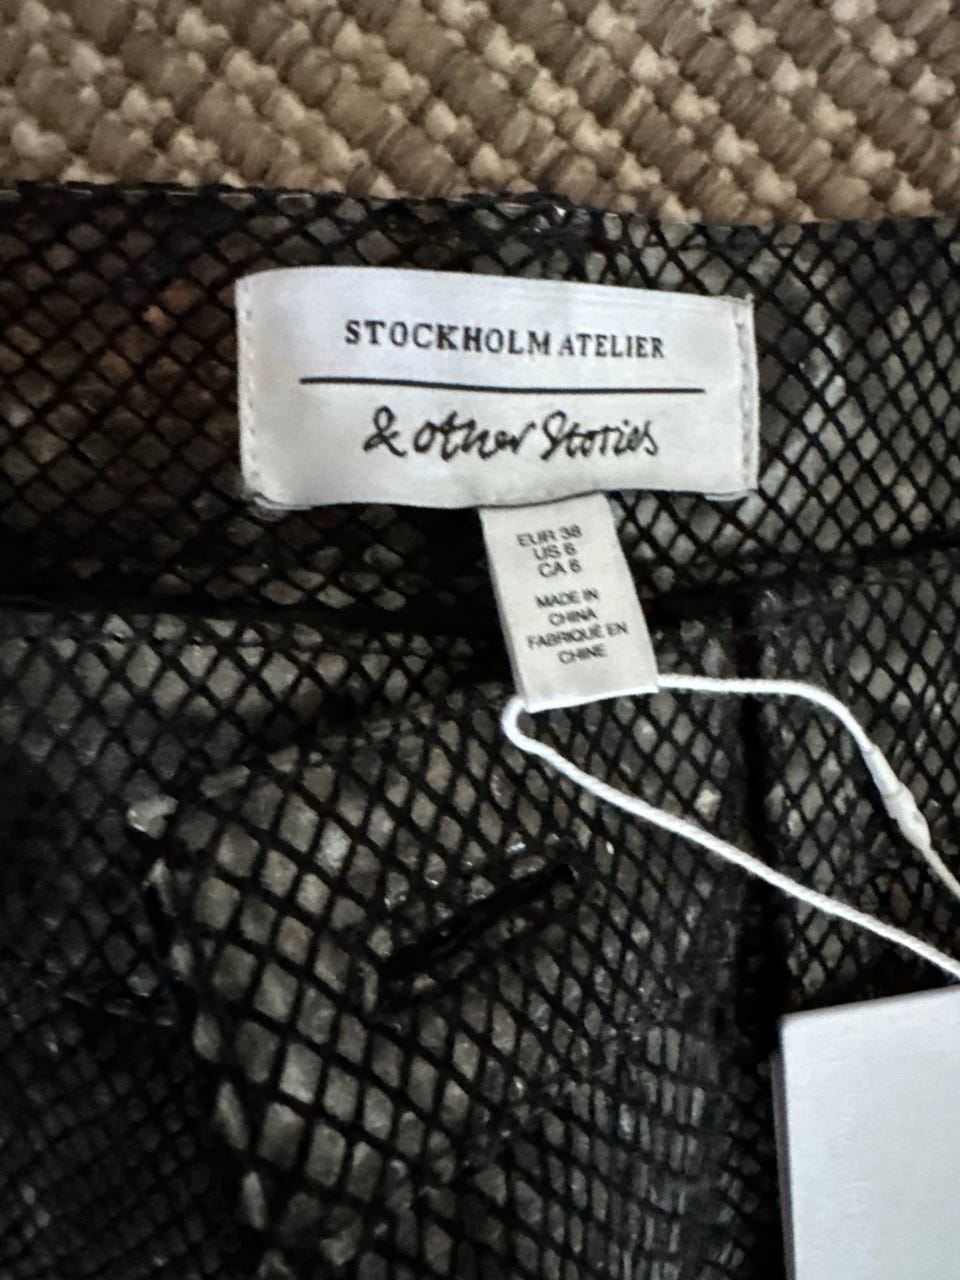 STOCKHOLM ATELIER
& other Stories
EUR 38
US 6
CA 6
MADE IN
CHINA
FABRIQUÉ EN
CHINE